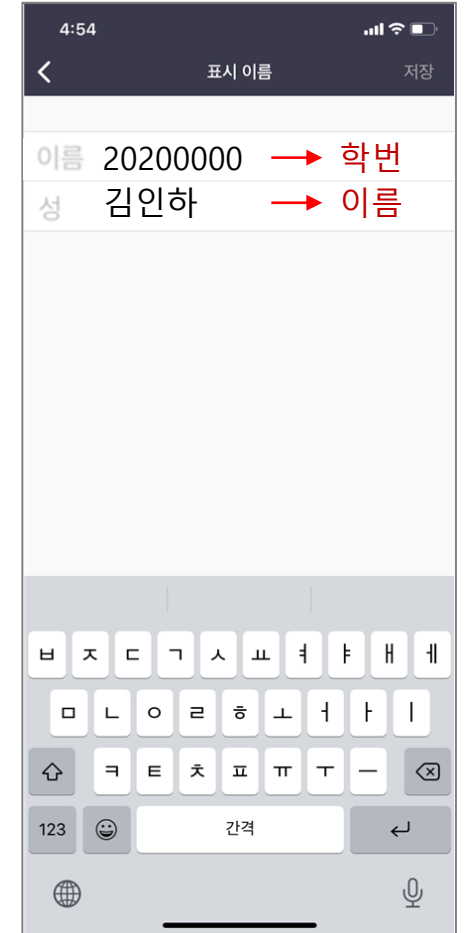 4:54
표시 이름 저장
이름 20200000 → 학번
성 김인하 → 이름
ㅂ ㅈ ㄷ ㄱ ㅅ ㅛ ㅕ ㅑ ㅐ ㅔ
ㅁ ㄴ ㅇ ㄹ ㅎ ㅗ ㅓ ㅏ ㅣ
ㅋ ㅌ ㅊ ㅍ ㅠ ㅜ ㅡ
123 간격